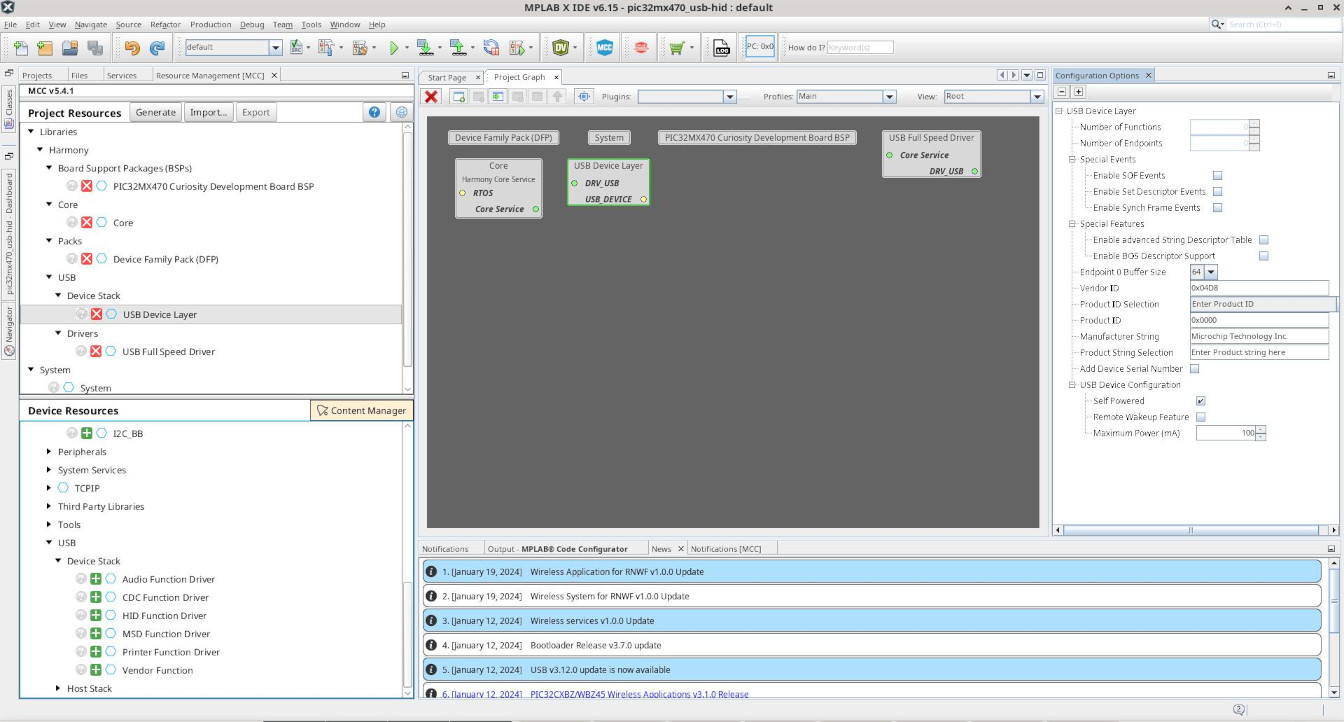 MPLAB X IDE v6.15 - pic32mx470_usb-hid : default
File Edit View Navigate Source Refactor Production Debug Team Tools Window Help
Search (Ctrl+I)
default
DV
MCC
LOG
PC: 0x0
How do I?
Keyword(s)
Classes
pic32mx470_usb-hid - Dashboard
Navigator
Projects
Files
Services
Resource Management [MCC]
MCC v5.4.1
Project Resources
Generate
Import...
Export
Libraries
Harmony
Board Support Packages (BSPs)
PIC32MX470 Curiosity Development Board BSP
Core
Core
Packs
Device Family Pack (DFP)
USB
Device Stack
USB Device Layer
Drivers
USB Full Speed Driver
System
System
Device Resources
Content Manager
I2C_BB
Peripherals
System Services
TCPIP
Third Party Libraries
Tools
USB
Device Stack
Audio Function Driver
CDC Function Driver
HID Function Driver
MSD Function Driver
Printer Function Driver
Vendor Function
Host Stack
Start Page
Project Graph
Plugins:
Profiles: Main
View: Root
Device Family Pack (DFP)
System
PIC32MX470 Curiosity Development Board BSP
USB Full Speed Driver
Core Service
DRV_USB
Core
Harmony Core Service
RTOS
Core Service
USB Device Layer
DRV_USB
USB_DEVICE
Notifications
Output - MPLAB® Code Configurator
News
Notifications [MCC]
1. [January 19, 2024] Wireless Application for RNWF v1.0.0 Update
2. [January 19, 2024] Wireless System for RNWF v1.0.0 Update
3. [January 19, 2024] Wireless services v1.0.0 Update
4. [January 12, 2024] Bootloader Release v3.7.0 update
5. [January 12, 2024] USB v3.12.0 update is now available
6. [January 12, 2024] PIC32CXBZ/WBZ45 Wireless Applications v3.1.0 Release
Configuration Options
USB Device Layer
Number of Functions 0
Number of Endpoints 0
Special Events
Enable SOF Events
Enable Set Descriptor Events
Enable Synch Frame Events
Special Features
Enable advanced String Descriptor Table
Enable BOS Descriptor Support
Endpoint 0 Buffer Size 64
Vendor ID 0x04D8
Product ID Selection Enter Product ID
Product ID 0x0000
Manufacturer String Microchip Technology Inc.
Product String Selection Enter Product string here
Add Device Serial Number
USB Device Configuration
Self Powered
Remote Wakeup Feature
Maximum Power (mA) 100